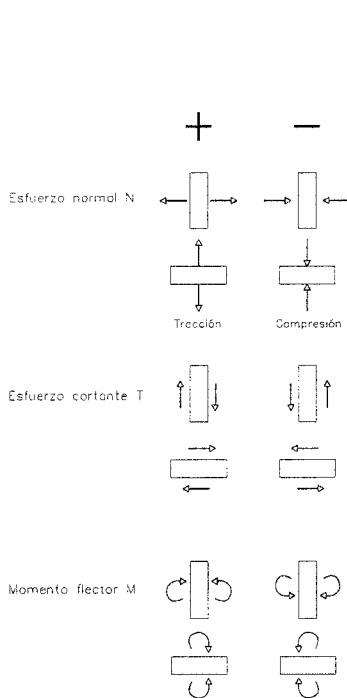 + −
Esfuerzo normal N
Tracción Compresión
Esfuerzo cortante T
Momento flector M